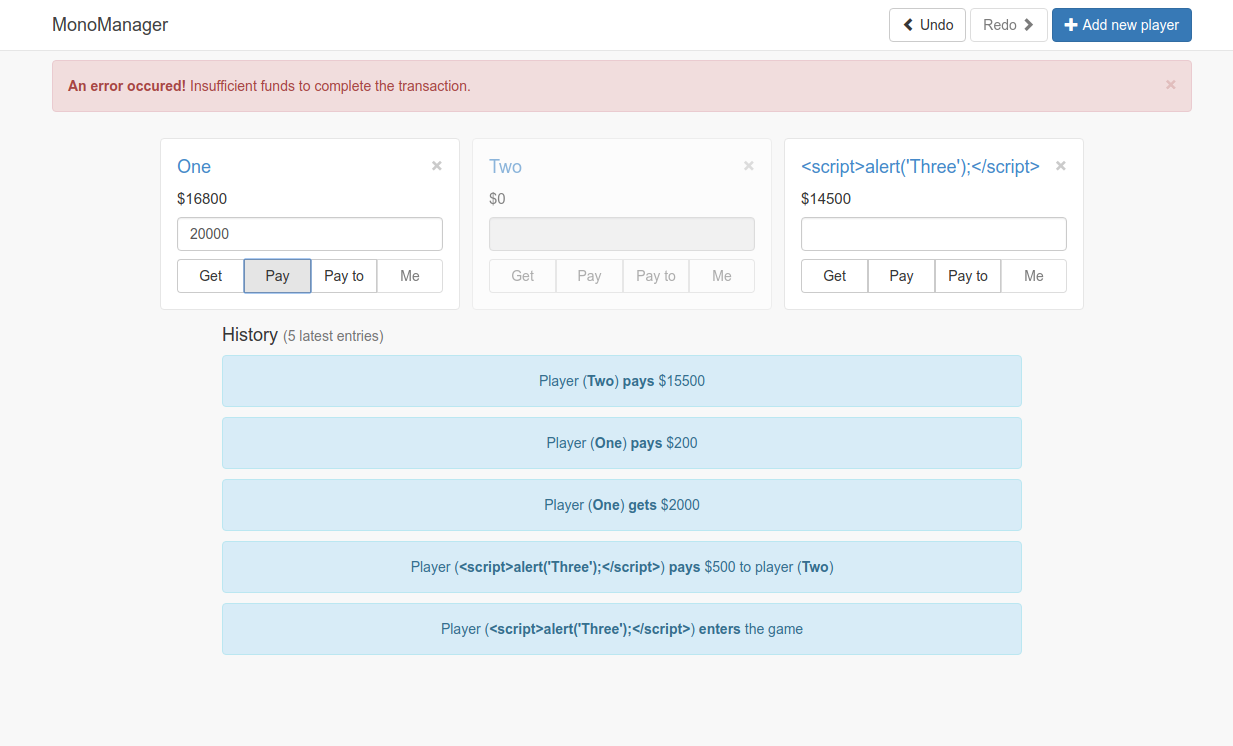 MonoManager
Undo
Redo
Add new player
An error occured! Insufficient funds to complete the transaction.
One
$16800
20000
Get Pay Pay to Me
Two
$0
Get Pay Pay to Me
<script>alert('Three');</script>
$14500
Get Pay Pay to Me
History (5 latest entries)
Player (Two) pays $15500
Player (One) pays $200
Player (One) gets $2000
Player (<script>alert('Three');</script>) pays $500 to player (Two)
Player (<script>alert('Three');</script>) enters the game